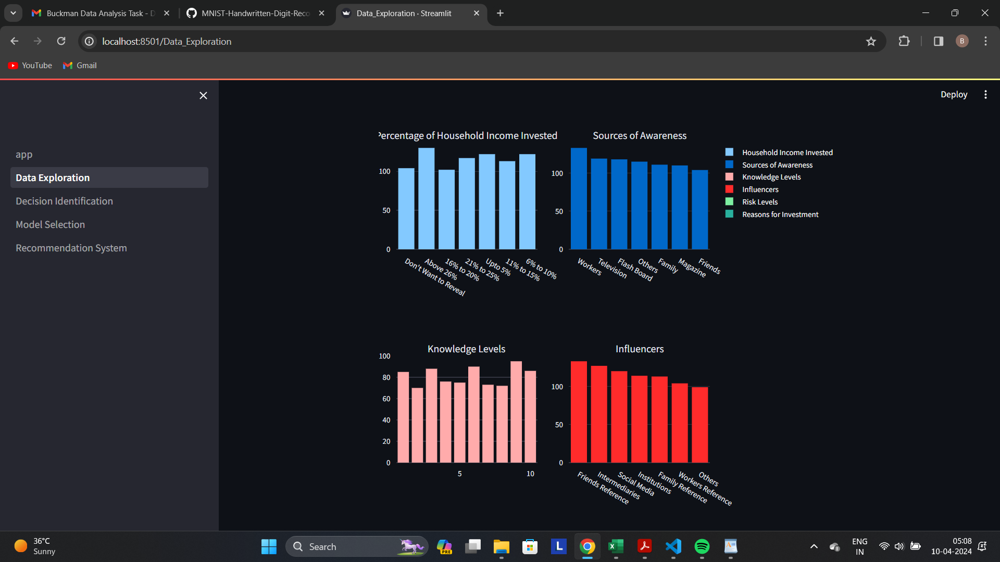 Buckman Data Analysis Task - D
MNIST-Handwritten-Digit-Reco
Data_Exploration · Streamlit
localhost:8501/Data_Exploration
B
YouTube
Gmail
Deploy
app
Data Exploration
Decision Identification
Model Selection
Recommendation System
Percentage of Household Income Invested
100
50
0
Don't Want to Reveal
Above 26%
16% to 20%
21% to 25%
Upto 5%
11% to 15%
6% to 10%
Sources of Awareness
100
50
0
Workers
Television
Flash Board
Others
Family
Magazine
Friends
Household Income Invested
Sources of Awareness
Knowledge Levels
Influencers
Risk Levels
Reasons for Investment
Knowledge Levels
100
80
60
40
20
0
5
10
Influencers
100
50
0
Friends Reference
Intermediaries
Social Media
Institutions
Family Reference
Workers Reference
Others
36°C
Sunny
Search
PRE
L
ENG
IN
05:08
10-04-2024